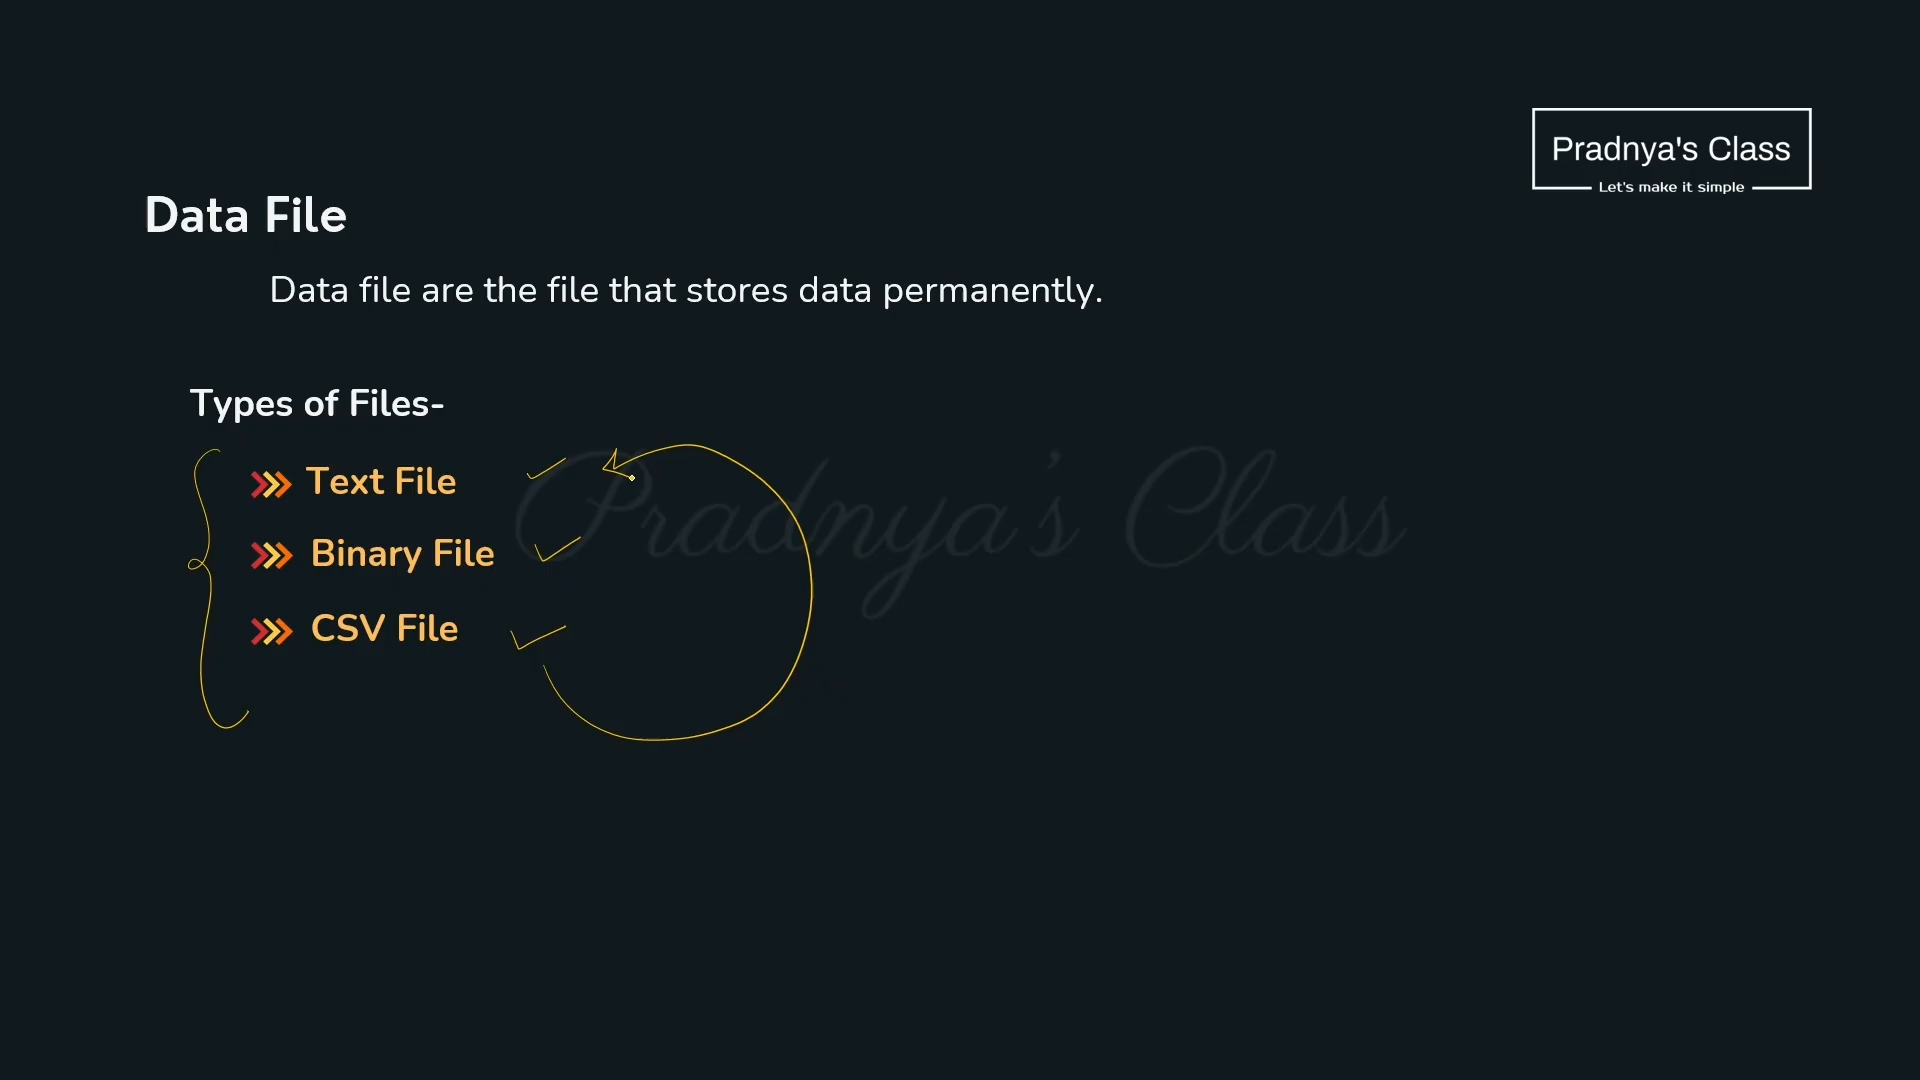 Pradnya's Class
Let's make it simple
Data File
Data file are the file that stores data permanently.
Types of Files-
Text File
Binary File
CSV File
Pradnya's Class